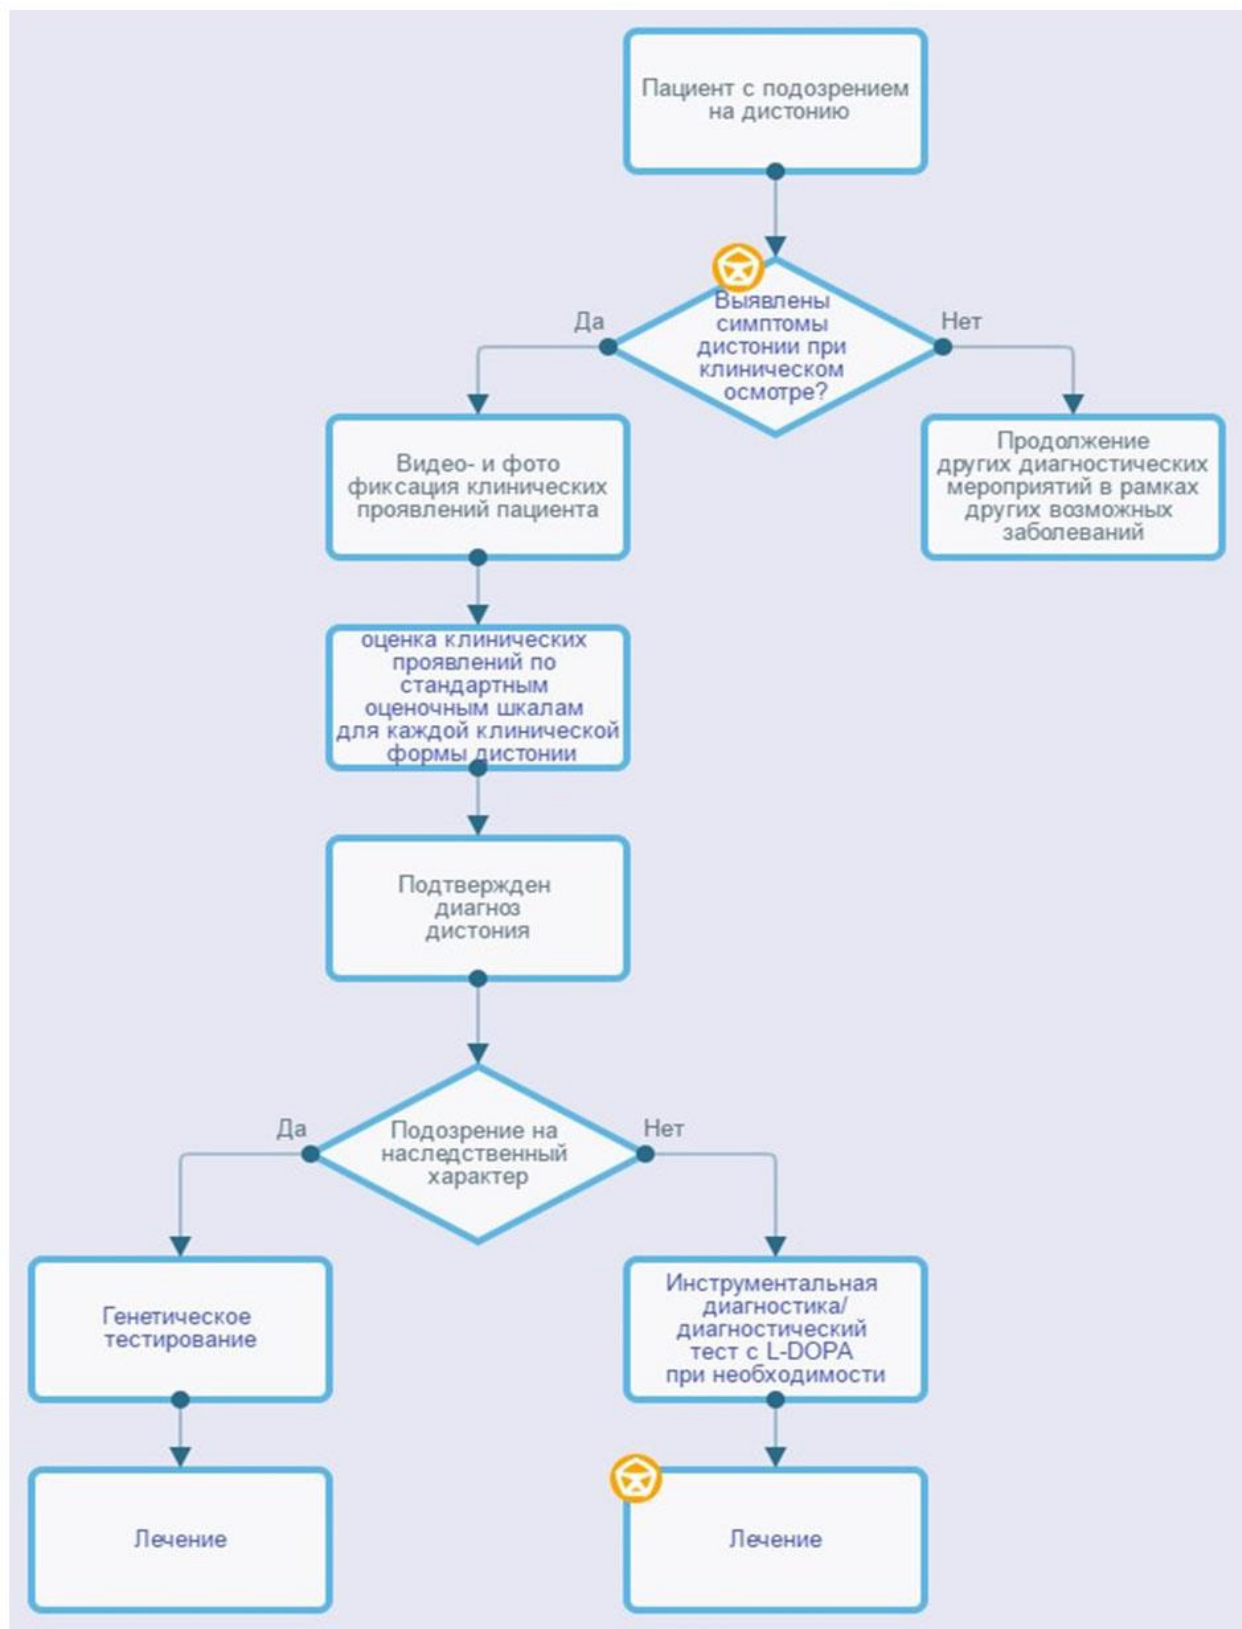 Пациент с подозрением
на дистонию
Выявлены
симптомы
дистонии при
клиническом
осмотре?
Да
Нет
Видео- и фото
фиксация клинических
проявлений пациента
Продолжение
других диагностических
мероприятий в рамках
других возможных
заболеваний
оценка клинических
проявлений по
стандартным
оценочным шкалам
для каждой клинической
формы дистонии
Подтвержден
диагноз
дистония
Подозрение на
наследственный
характер
Да
Нет
Генетическое
тестирование
Инструментальная
диагностика/
диагностический
тест с L-DOPA
при необходимости
Лечение
Лечение